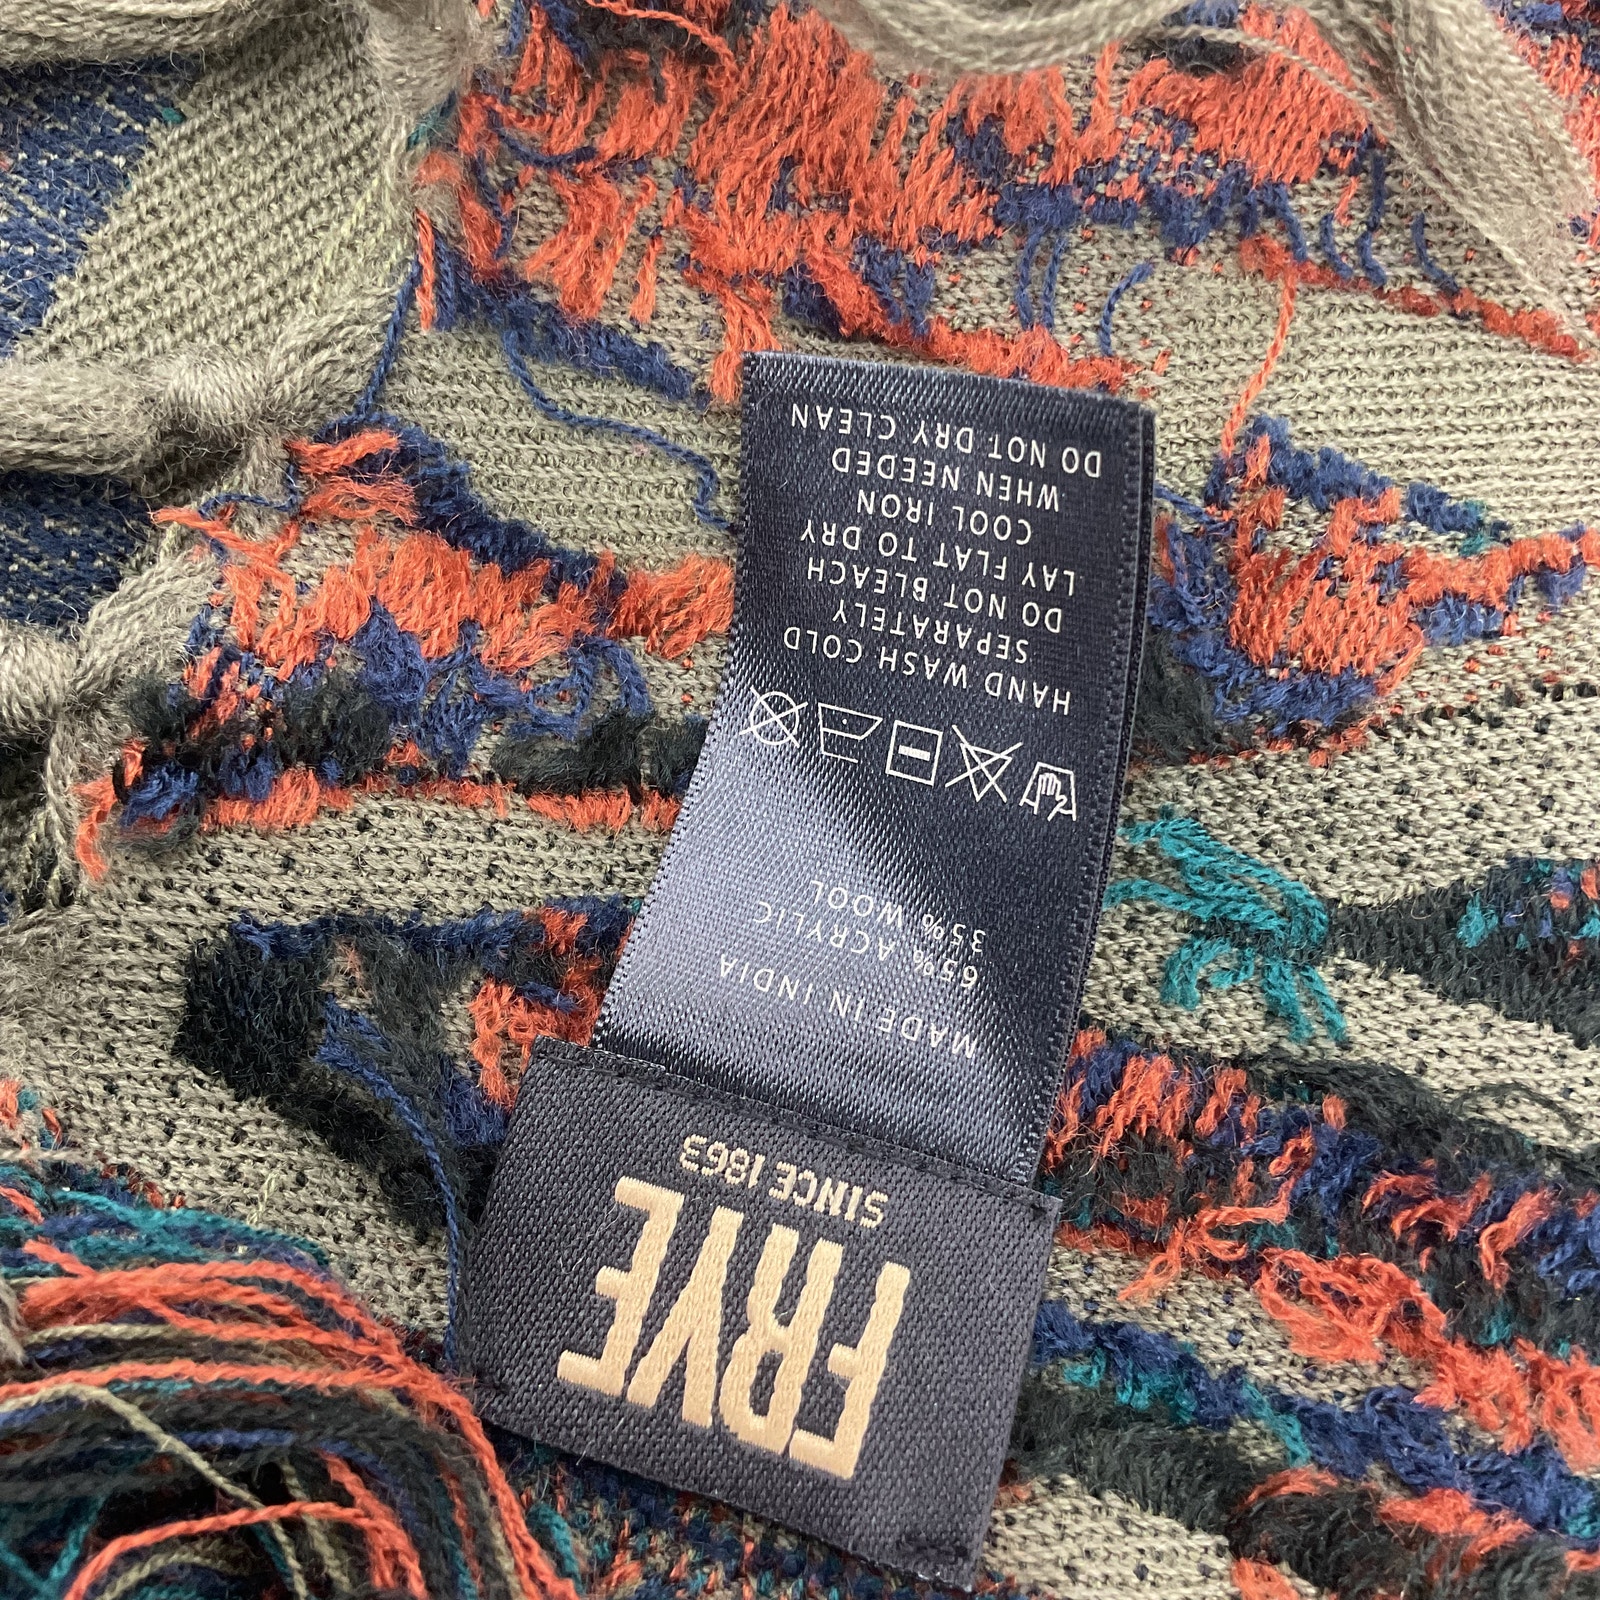 FRYE
SINCE 1863
MADE IN INDIA
65% ACRYLIC
35% WOOL
HAND WASH COLD
SEPARATELY
DO NOT BLEACH
LAY FLAT TO DRY
COOL IRON
WHEN NEEDED
DO NOT DRY CLEAN